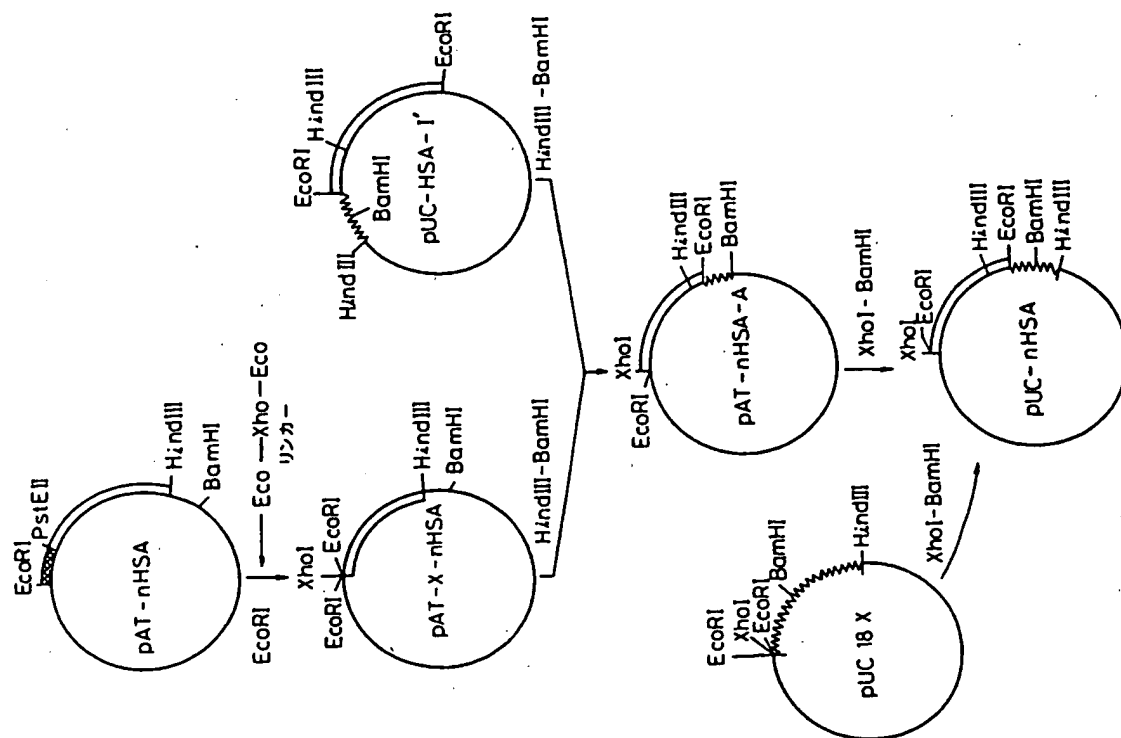 EcoRI
PstEII
HindIII
BamHI
pAT-nHSA
EcoRI
Eco—Xho—Eco
リンカー
XhoI
EcoRI
EcoRI
HindIII
BamHI
pAT-X-nHSA
HindIII-BamHI
EcoRI
HindIII
EcoRI
BamHI
HindIII
pUC-HSA-I′
HindIII-BamHI
XhoI
EcoRI
HindIII
EcoRI
BamHI
pAT-nHSA-A
XhoI-BamHI
EcoRI
XhoI
EcoRI
BamHI
HindIII
pUC 18 X
XhoI-BamHI
XhoI
EcoRI
HindIII
EcoRI
BamHI
HindIII
pUC-nHSA